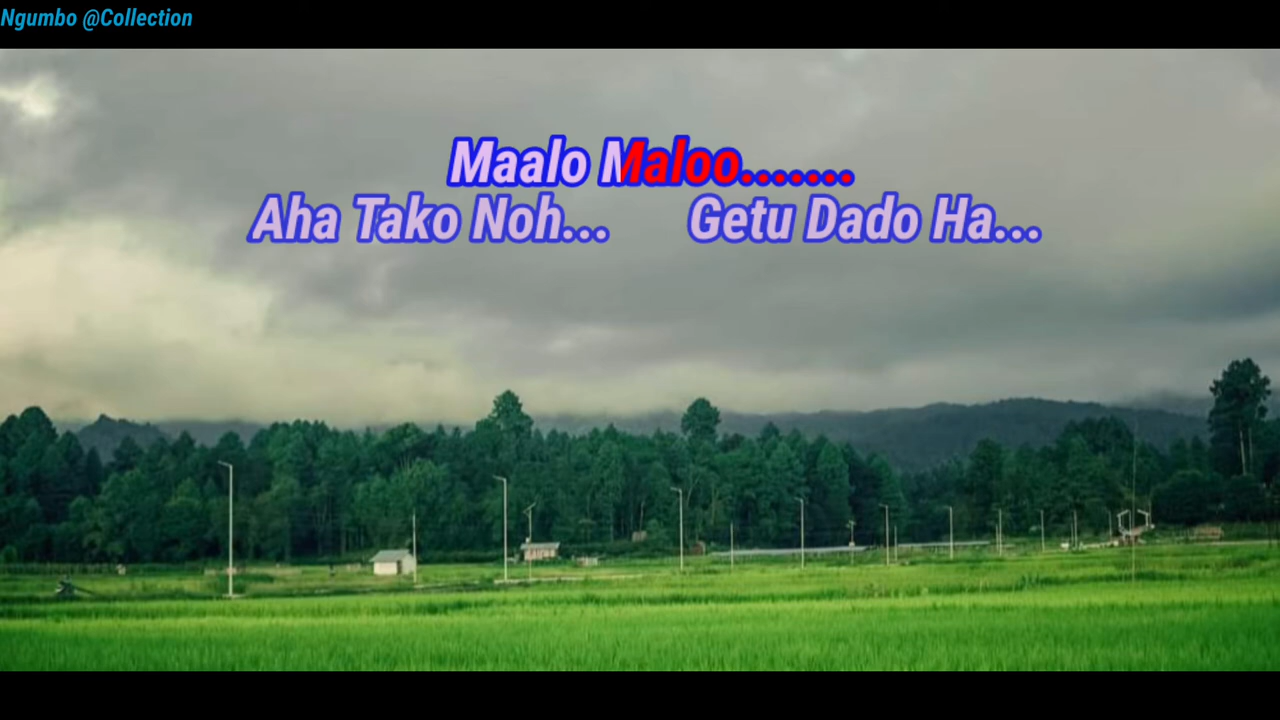 Ngumbo @Collection
Maalo Maloo.......
Aha Tako Noh... Getu Dado Ha...